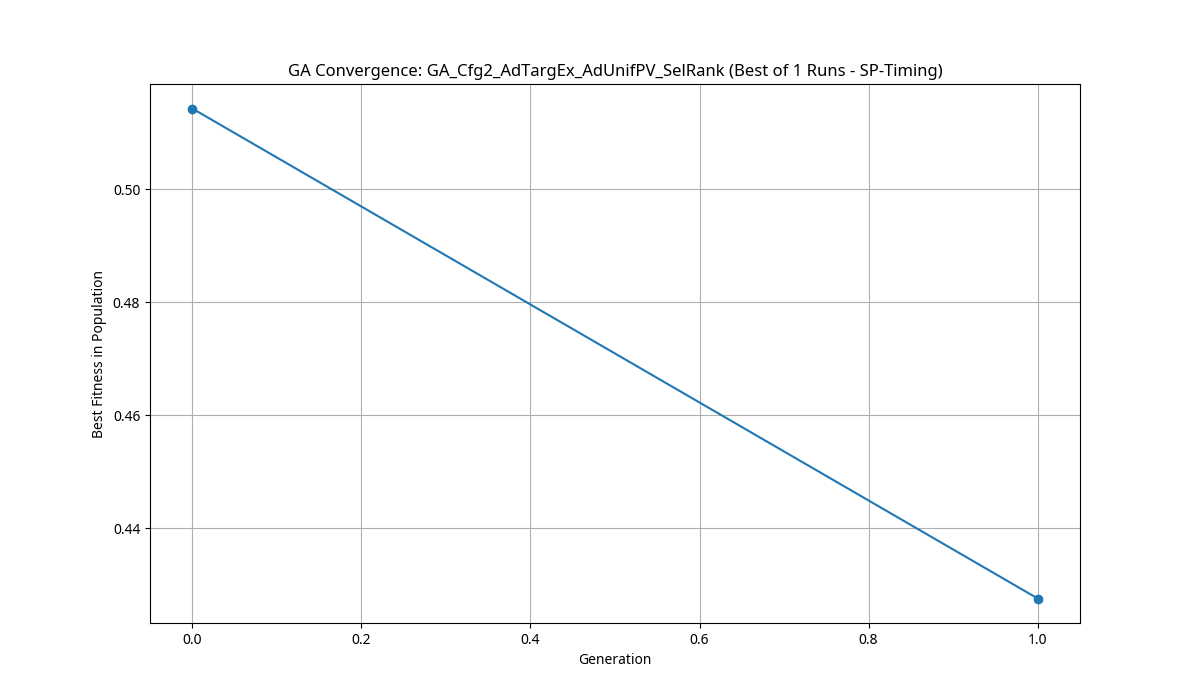 GA Convergence: GA_Cfg2_AdTargEx_AdUnifPV_SelRank (Best of 1 Runs - SP-Timing)
Best Fitness in Population
0.50
0.48
0.46
0.44
0.0 0.2 0.4 0.6 0.8 1.0
Generation